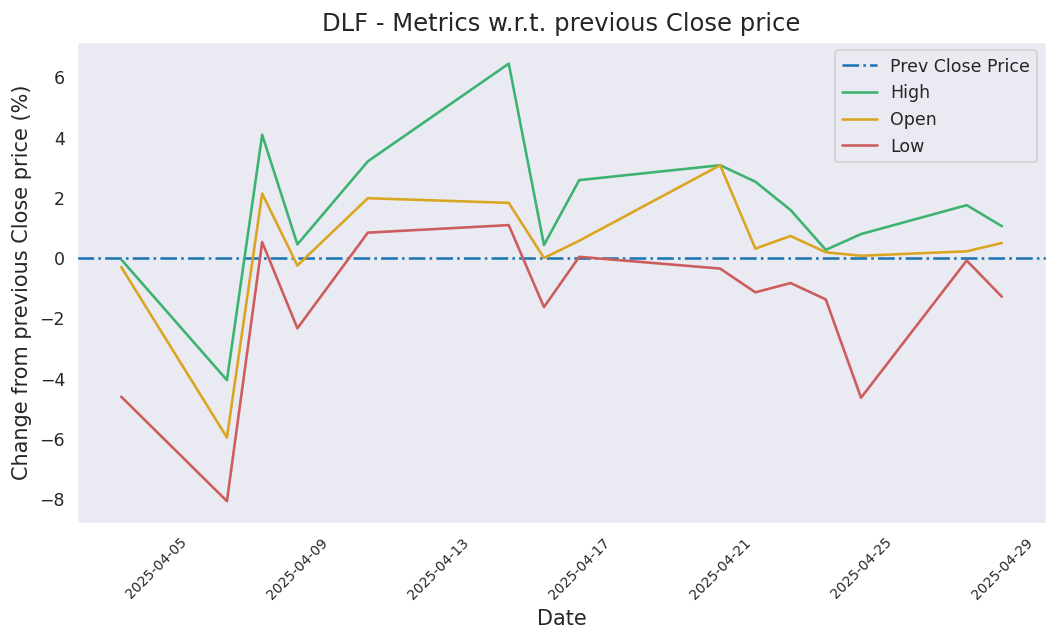 DLF - Metrics w.r.t. previous Close price
Prev Close Price
High
Open
Low
Change from previous Close price (%)
6
4
2
0
−2
−4
−6
−8
2025-04-05
2025-04-09
2025-04-13
2025-04-17
2025-04-21
2025-04-25
2025-04-29
Date